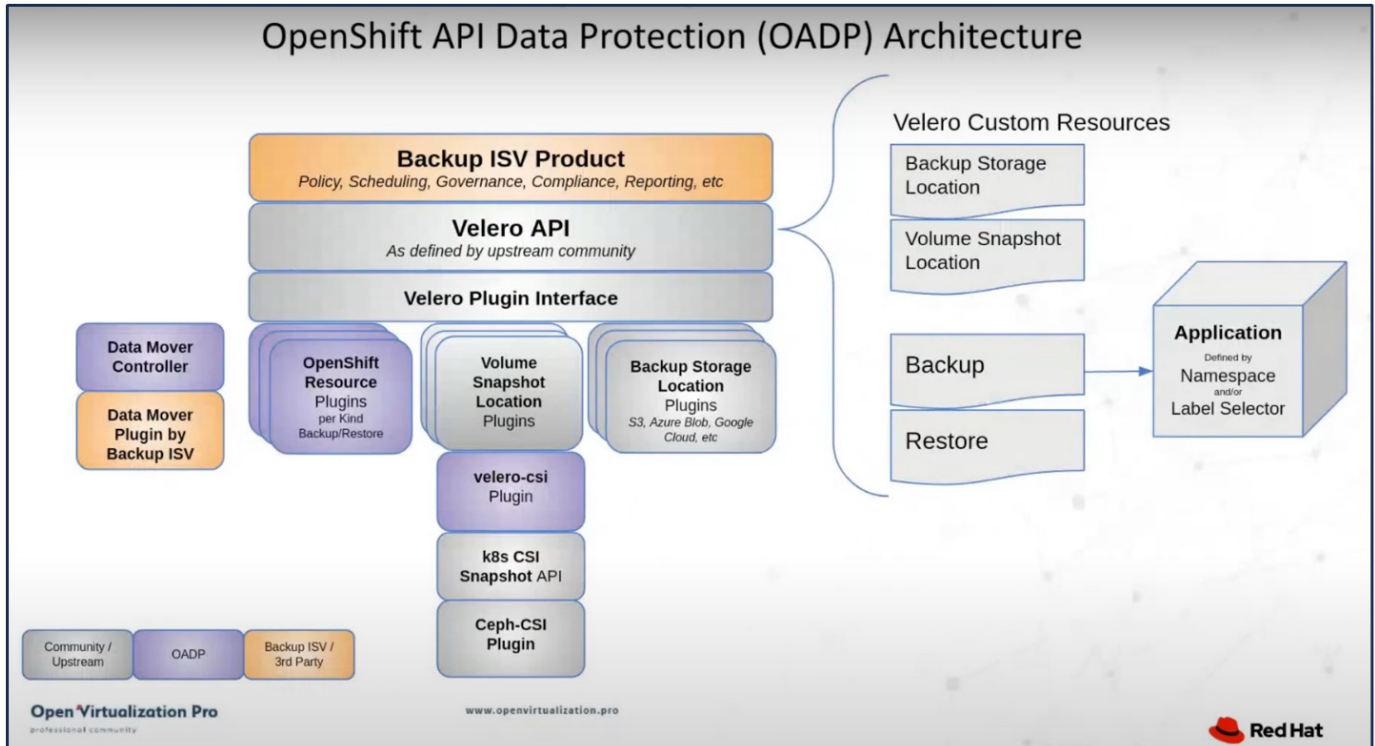 OpenShift API Data Protection (OADP) Architecture
Backup ISV Product
Policy, Scheduling, Governance, Compliance, Reporting, etc
Velero API
As defined by upstream community
Velero Plugin Interface
Data Mover
Controller
Data Mover
Plugin by
Backup ISV
OpenShift
Resource
Plugins
per Kind
Backup/Restore
Volume
Snapshot
Location
Plugins
Backup Storage
Location
Plugins
S3, Azure Blob, Google
Cloud, etc
velero-csi
Plugin
k8s CSI
Snapshot API
Ceph-CSI
Plugin
Velero Custom Resources
Backup Storage
Location
Volume Snapshot
Location
Backup
Restore
Application
Defined by
Namespace
and/or
Label Selector
Community /
Upstream
OADP
Backup ISV /
3rd Party
Open Virtualization Pro
professional community
www.openvirtualization.pro
Red Hat